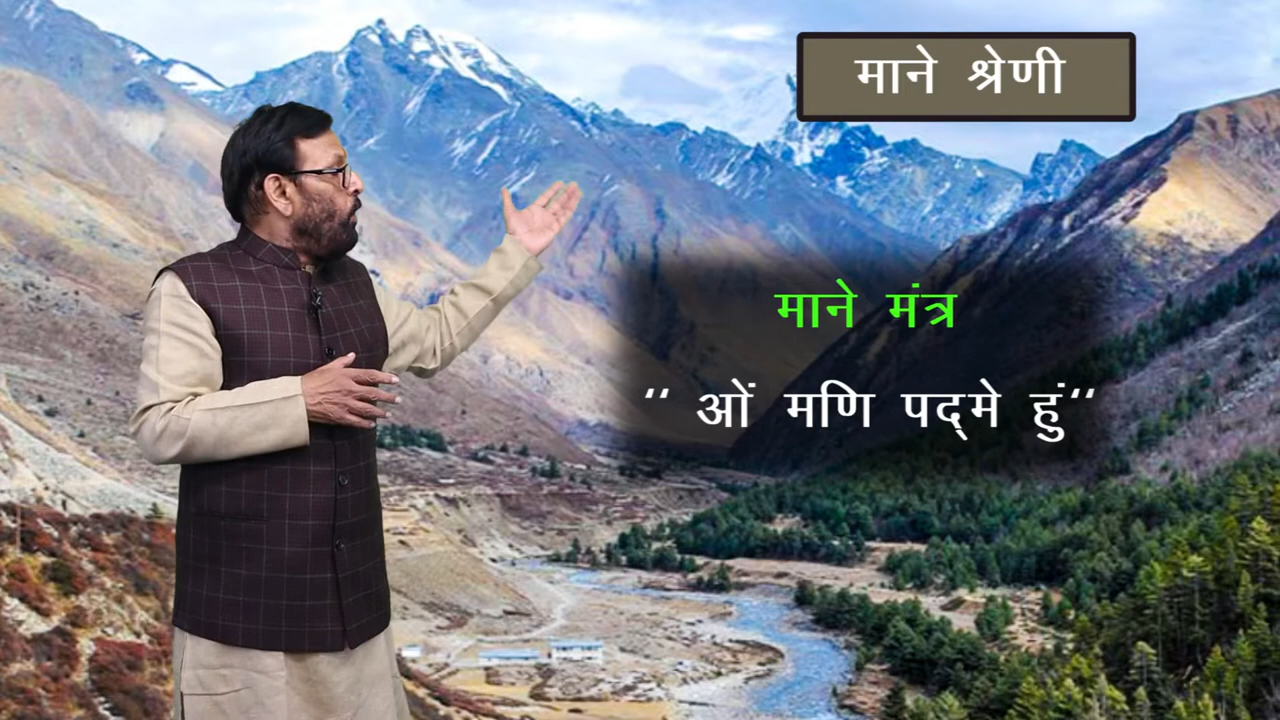 माने श्रेणी
माने मंत्र
“ ओं मणि पद्‌मे हुं“